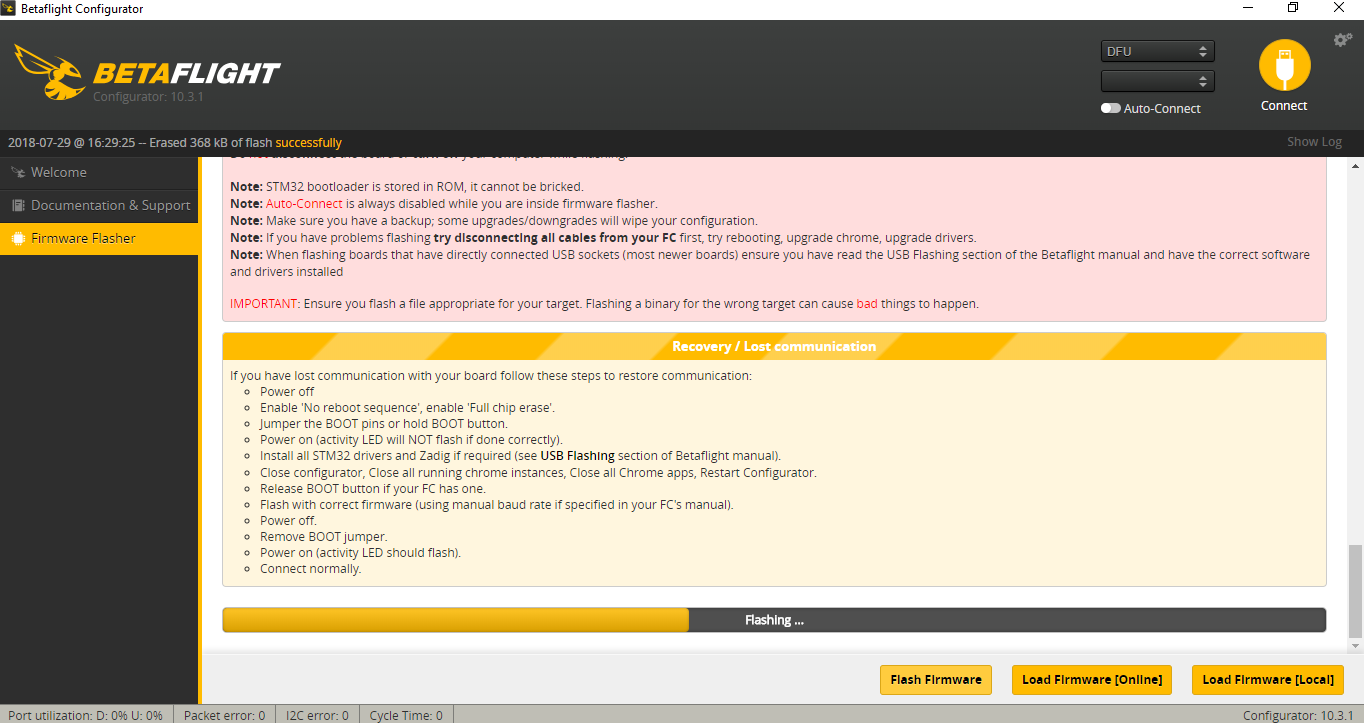 Betaflight Configurator
BETAFLIGHT
Configurator: 10.3.1
DFU
Auto-Connect
Connect
2018-07-29 @ 16:29:25 -- Erased 368 kB of flash successfully
Show Log
Welcome
Documentation & Support
Firmware Flasher
Note: STM32 bootloader is stored in ROM, it cannot be bricked.
Note: Auto-Connect is always disabled while you are inside firmware flasher.
Note: Make sure you have a backup; some upgrades/downgrades will wipe your configuration.
Note: If you have problems flashing try disconnecting all cables from your FC first, try rebooting, upgrade chrome, upgrade drivers.
Note: When flashing boards that have directly connected USB sockets (most newer boards) ensure you have read the USB Flashing section of the Betaflight manual and have the correct software
and drivers installed
IMPORTANT: Ensure you flash a file appropriate for your target. Flashing a binary for the wrong target can cause bad things to happen.
Recovery / Lost communication
If you have lost communication with your board follow these steps to restore communication:
Power off
Enable 'No reboot sequence', enable 'Full chip erase'.
Jumper the BOOT pins or hold BOOT button.
Power on (activity LED will NOT flash if done correctly).
Install all STM32 drivers and Zadig if required (see USB Flashing section of Betaflight manual).
Close configurator, Close all running chrome instances, Close all Chrome apps, Restart Configurator.
Release BOOT button if your FC has one.
Flash with correct firmware (using manual baud rate if specified in your FC's manual).
Power off.
Remove BOOT jumper.
Power on (activity LED should flash).
Connect normally.
Flashing ...
Flash Firmware
Load Firmware [Online]
Load Firmware [Local]
Port utilization: D: 0% U: 0%
Packet error: 0
I2C error: 0
Cycle Time: 0
Configurator: 10.3.1